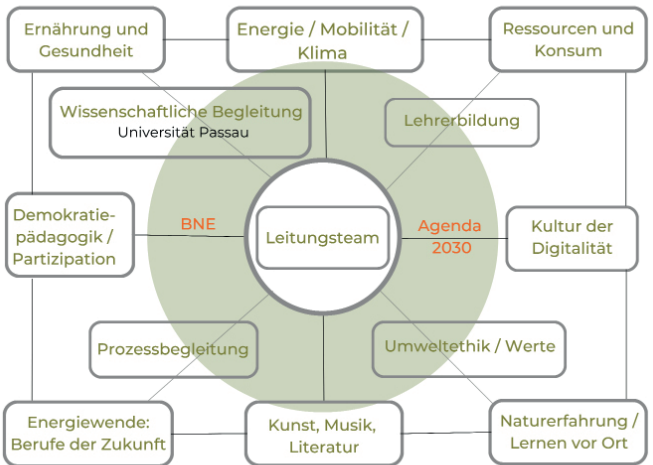 Ernährung und
Gesundheit
Energie / Mobilität /
Klima
Ressourcen und
Konsum
Wissenschaftliche Begleitung
Universität Passau
Lehrerbildung
Demokratie-
pädagogik /
Partizipation
BNE
Leitungsteam
Agenda
2030
Kultur der
Digitalität
Prozessbegleitung
Umweltethik / Werte
Energiewende:
Berufe der Zukunft
Kunst, Musik,
Literatur
Naturerfahrung /
Lernen vor Ort